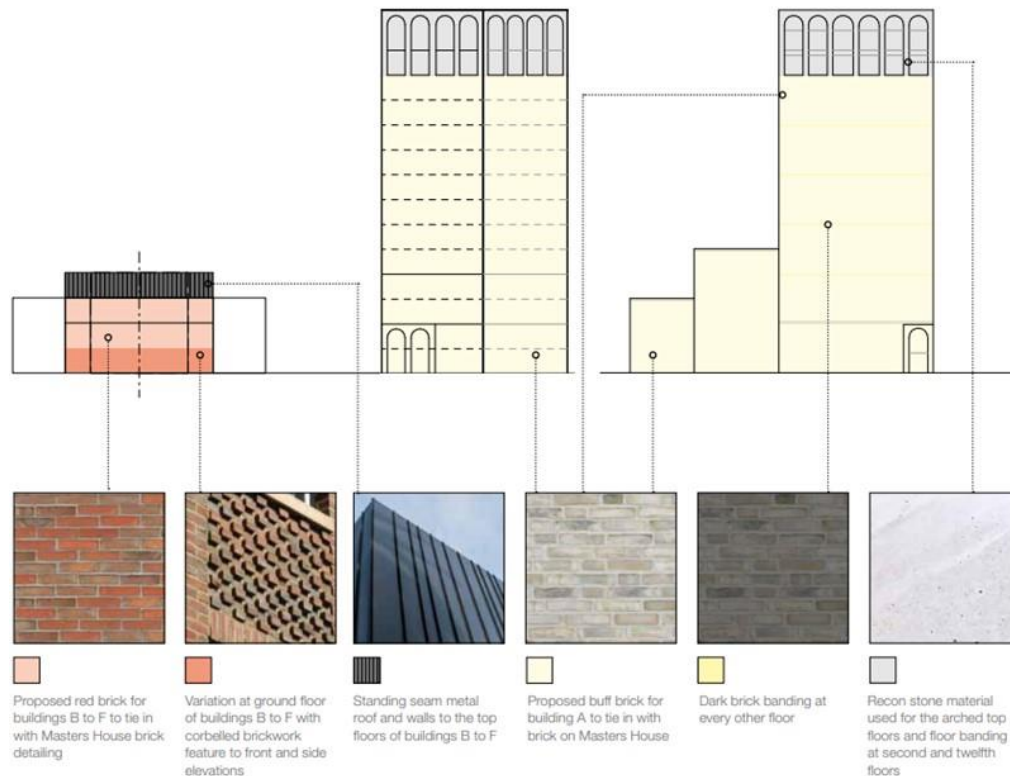 Proposed red brick for
buildings B to F to tie in
with Masters House brick
detailing
Variation at ground floor
of buildings B to F with
corbelled brickwork
feature to front and side
elevations
Standing seam metal
roof and walls to the top
floors of buildings B to F
Proposed buff brick for
building A to tie in with
brick on Masters House
Dark brick banding at
every other floor
Recon stone material
used for the arched top
floors and floor banding
at second and twelfth
floors